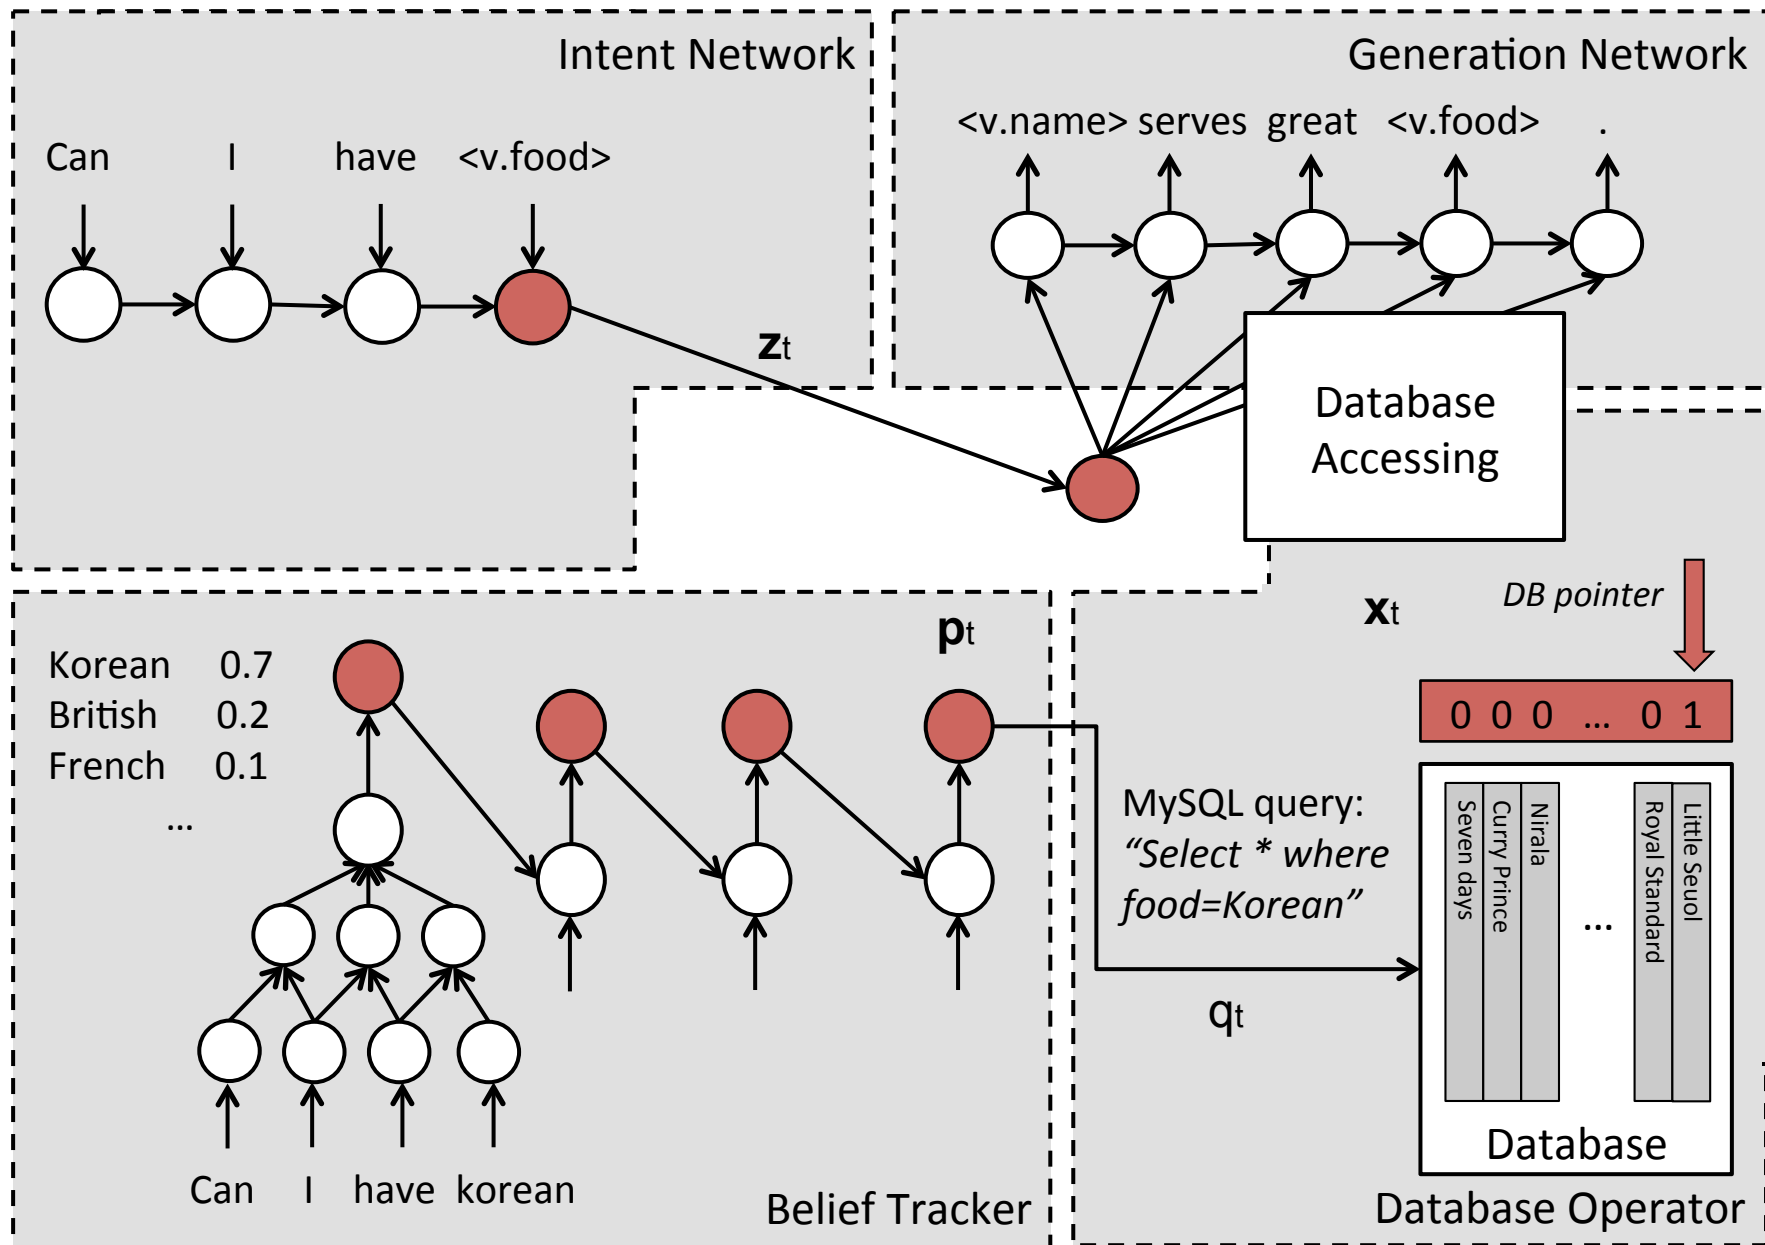 Intent Network
Can I have <v.food>
Generation Network
<v.name> serves great <v.food> .
zt
Database
Accessing
Korean 0.7
British 0.2
French 0.1
...
pt
Can I have korean
Belief Tracker
xt
DB pointer
0 0 0 ... 0 1
MySQL query:
“Select * where
food=Korean”
qt
Seven days
Curry Prince
Nirala
...
Royal Standard
Little Seuol
Database
Database Operator